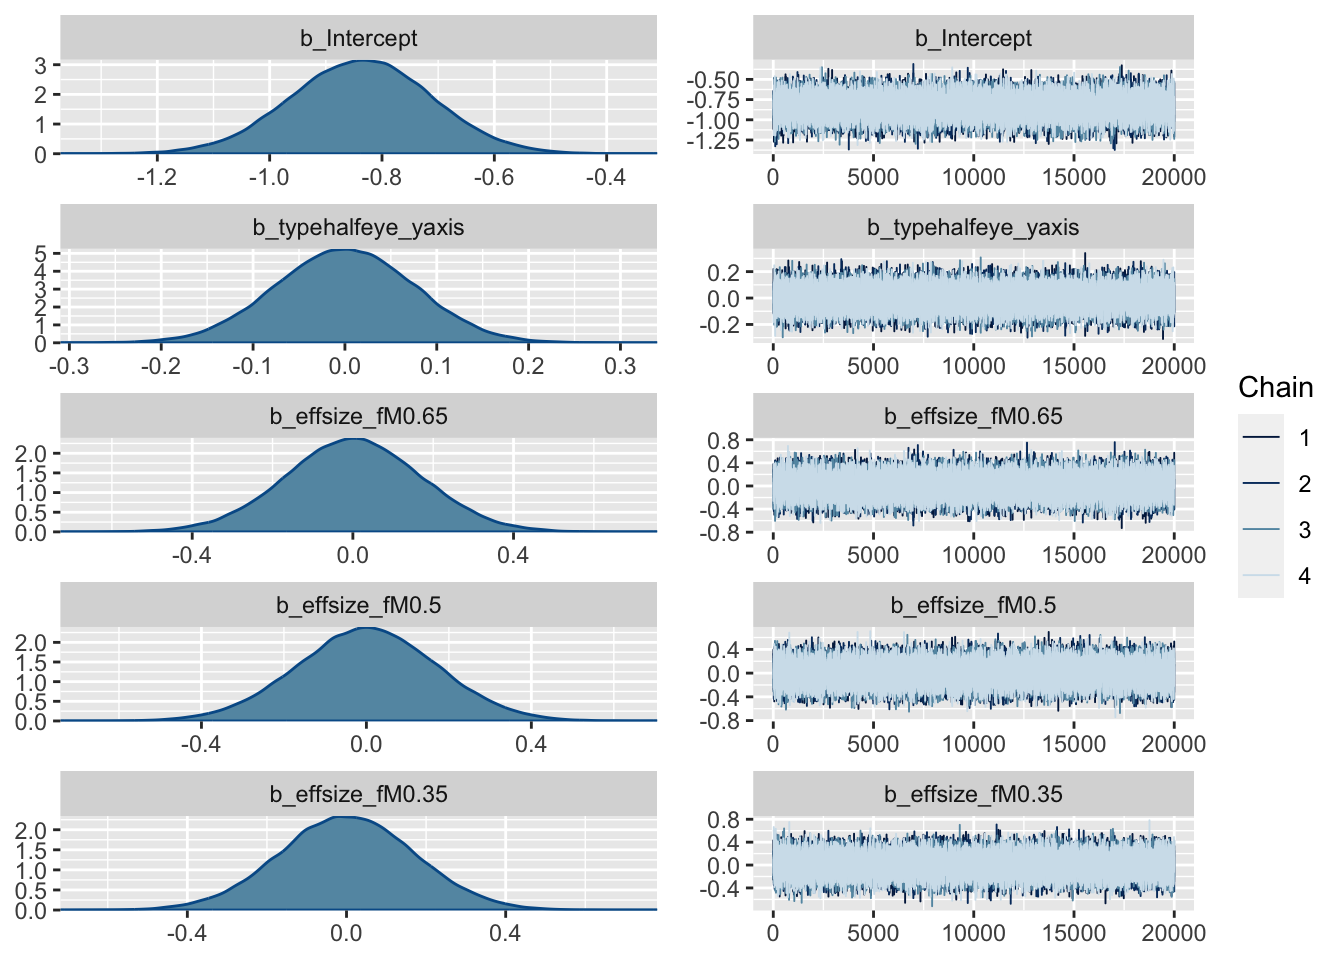 b_Intercept
3
2
1
0
-1.2 -1.0 -0.8 -0.6 -0.4
b_Intercept
-0.50
-0.75
-1.00
-1.25
0 5000 10000 15000 20000
b_typehalfeye_yaxis
5
4
3
2
1
0
-0.3 -0.2 -0.1 0.0 0.1 0.2 0.3
b_typehalfeye_yaxis
0.2
0.0
-0.2
0 5000 10000 15000 20000
b_effsize_fM0.65
2.0
1.5
1.0
0.5
0.0
-0.4 0.0 0.4
b_effsize_fM0.65
0.8
0.4
0.0
-0.4
-0.8
0 5000 10000 15000 20000
b_effsize_fM0.5
2.0
1.5
1.0
0.5
0.0
-0.4 0.0 0.4
b_effsize_fM0.5
0.4
0.0
-0.4
-0.8
0 5000 10000 15000 20000
b_effsize_fM0.35
2.0
1.5
1.0
0.5
0.0
-0.4 0.0 0.4
b_effsize_fM0.35
0.8
0.4
0.0
-0.4
0 5000 10000 15000 20000
Chain
1
2
3
4